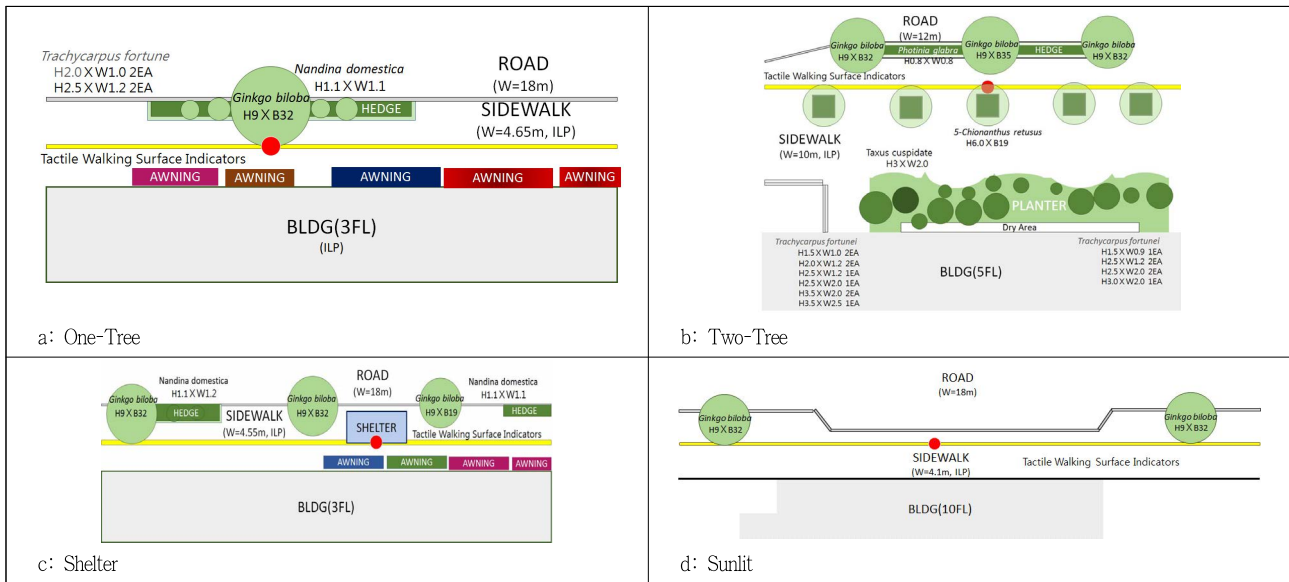 Trachycarpus fortune
H2.0 X W1.0 2EA
H2.5 X W1.2 2EA
Nandina domestica
H1.1 X W1.1
ROAD
(W=18m)
Ginkgo biloba
H9 X B32
HEDGE
SIDEWALK
(W=4.65m, ILP)
Tactile Walking Surface Indicators
AWNING
AWNING
AWNING
AWNING
AWNING
BLDG(3FL)
(ILP)
a: One-Tree
ROAD
(W=12m)
Ginkgo biloba
H9 X B32
Photinia glabra
H0.8 X W0.8
Ginkgo biloba
H9 X B35
HEDGE
Ginkgo biloba
H9 X B32
Tactile Walking Surface Indicators
SIDEWALK
(W=10m, ILP)
5-Chionanthus retusus
H6.0 X B19
Taxus cuspidate
H3 X W2.0
PLANTER
Dry Area
Trachycarpus fortunei
H1.5 X W1.0 2EA
H2.0 X W1.2 2EA
H2.5 X W1.2 1EA
H2.5 X W2.0 1EA
H3.5 X W2.0 2EA
H3.5 X W2.5 1EA
BLDG(5FL)
Trachycarpus fortunei
H1.5 X W0.9 1EA
H2.5 X W1.2 2EA
H2.5 X W2.0 2EA
H3.0 X W2.0 1EA
b: Two-Tree
Nandina domestica
H1.1 X W1.2
ROAD
(W=18m)
Nandina domestica
H1.1 X W1.1
Ginkgo biloba
H9 X B32
HEDGE
SIDEWALK
(W=4.55m, ILP)
Ginkgo biloba
H9 X B32
SHELTER
Ginkgo biloba
H9 X B19
HEDGE
Tactile Walking Surface Indicators
AWNING
AWNING
AWNING
AWNING
BLDG(3FL)
c: Shelter
ROAD
(W=18m)
Ginkgo biloba
H9 X B32
Ginkgo biloba
H9 X B32
SIDEWALK
(W=4.1m, ILP)
Tactile Walking Surface Indicators
BLDG(10FL)
d: Sunlit